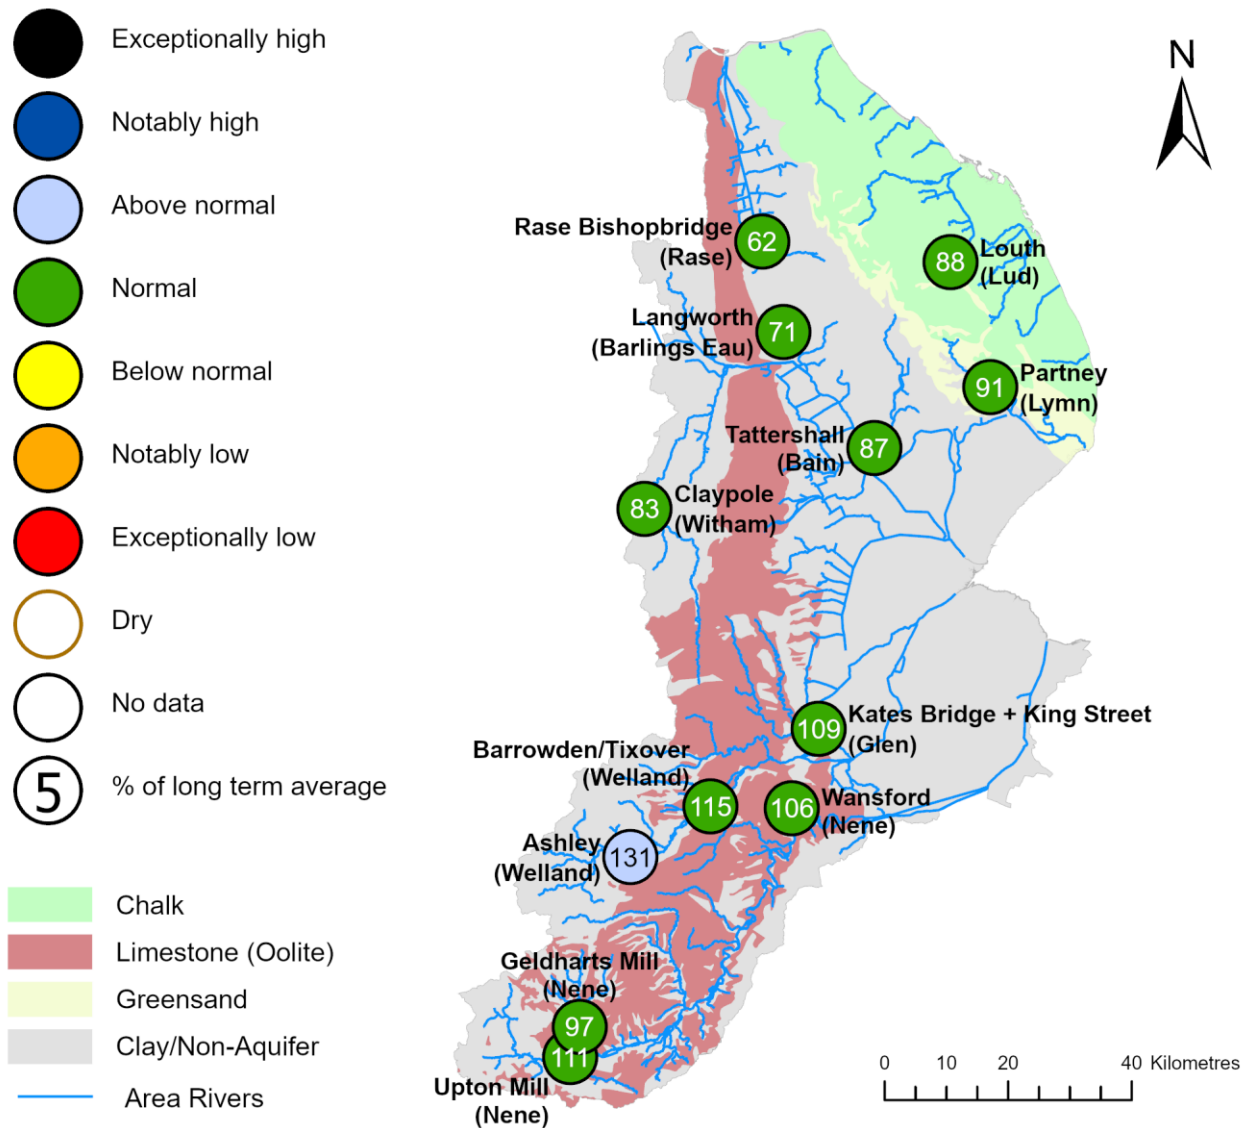 Exceptionally high
Notably high
Above normal
Normal
Below normal
Notably low
Exceptionally low
Dry
No data
5 % of long term average
Chalk
Limestone (Oolite)
Greensand
Clay/Non-Aquifer
Area Rivers
N
Rase Bishopbridge
(Rase)
62
Louth
(Lud)
88
Langworth
(Barlings Eau)
71
Partney
(Lymn)
91
Tattershall
(Bain)
87
Claypole
(Witham)
83
Kates Bridge + King Street
(Glen)
109
Barrowden/Tixover
(Welland)
115
Wansford
(Nene)
106
Ashley
(Welland)
131
Geldharts Mill
(Nene)
97
111
Upton Mill
(Nene)
0 10 20 40 Kilometres